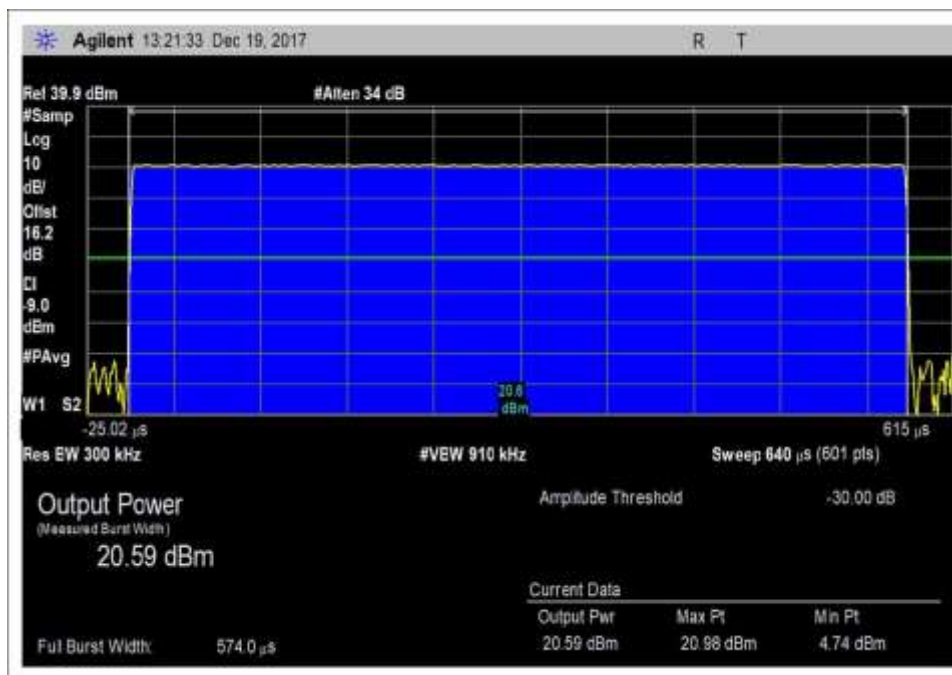 Agilent 13:21:33 Dec 19, 2017 R T
Ref 39.9 dBm #Atten 34 dB
#Samp
Log
10
dB/
Offst
16.2
dB
DI
-9.0
dBm
#PAvg
20.6
dBm
W1 S2
-25.02 µs 615 µs
Res BW 300 kHz #VBW 910 kHz Sweep 640 µs (601 pts)
Output Power
(Measured Burst Width)
20.59 dBm
Amplitude Threshold -30.00 dB
Current Data
Output Pwr Max Pt Min Pt
20.59 dBm 20.98 dBm 4.74 dBm
Full Burst Width: 574.0 µs